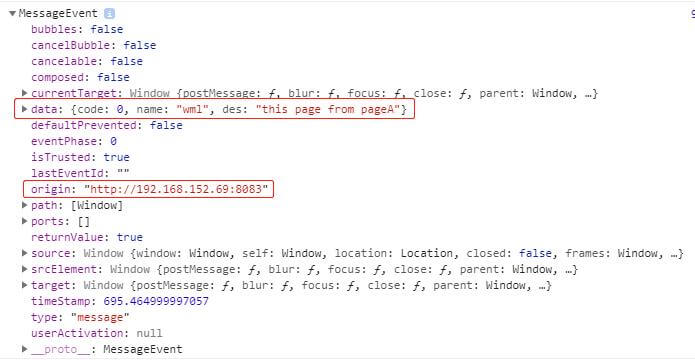 ▼MessageEvent i
bubbles: false
cancelBubble: false
cancelable: false
composed: false
▶currentTarget: Window {postMessage: ƒ, blur: ƒ, focus: ƒ, close: ƒ, parent: Window, …}
▶data: {code: 0, name: "wml", des: "this page from pageA"}
defaultPrevented: false
eventPhase: 0
isTrusted: true
lastEventId: ""
origin: "http://192.168.152.69:8083"
▶path: [Window]
▶ports: []
returnValue: true
▶source: Window {window: Window, self: Window, location: Location, closed: false, frames: Window, …}
▶srcElement: Window {postMessage: ƒ, blur: ƒ, focus: ƒ, close: ƒ, parent: Window, …}
▶target: Window {postMessage: ƒ, blur: ƒ, focus: ƒ, close: ƒ, parent: Window, …}
timeStamp: 695.464999997057
type: "message"
userActivation: null
▶__proto__: MessageEvent